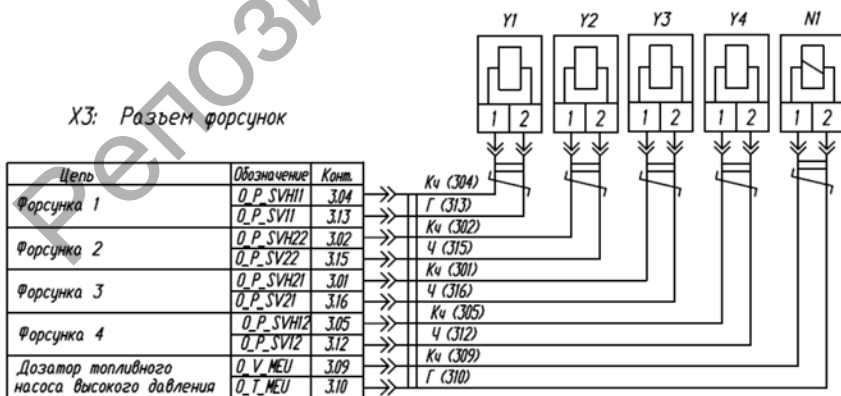 Y1 Y2 Y3 Y4 N1
1 2 1 2 1 2 1 2 1 2
X3: Разъем форсунок
Репози
Цепь Обозначение Конт.
Форсунка 1 O_P_SVH11 3.04 Кч (304)
O_P_SV11 3.13 Г (313)
Форсунка 2 O_P_SVH22 3.02 Кч (302)
O_P_SV22 3.15 Ч (315)
Форсунка 3 O_P_SVH21 3.01 Кч (301)
O_P_SV21 3.16 Ч (316)
Форсунка 4 O_P_SVH12 3.05 Кч (305)
O_P_SV12 3.12 Ч (312)
Дозатор топливного O_V_MEU 3.09 Кч (309)
насоса высокого давления O_T_MEU 3.10 Г (310)